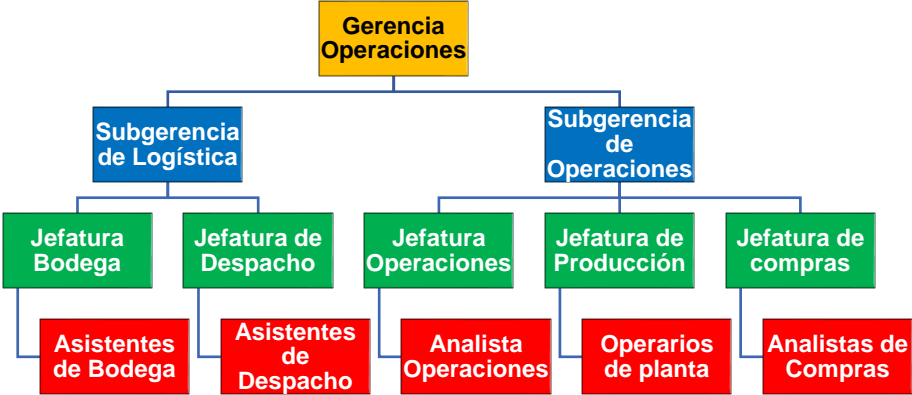 Gerencia
Operaciones
Subgerencia
de Logística
Subgerencia
de
Operaciones
Jefatura
Bodega
Jefatura de
Despacho
Jefatura
Operaciones
Jefatura de
Producción
Jefatura de
compras
Asistentes
de Bodega
Asistentes
de
Despacho
Analista
Operaciones
Operarios
de planta
Analistas de
Compras